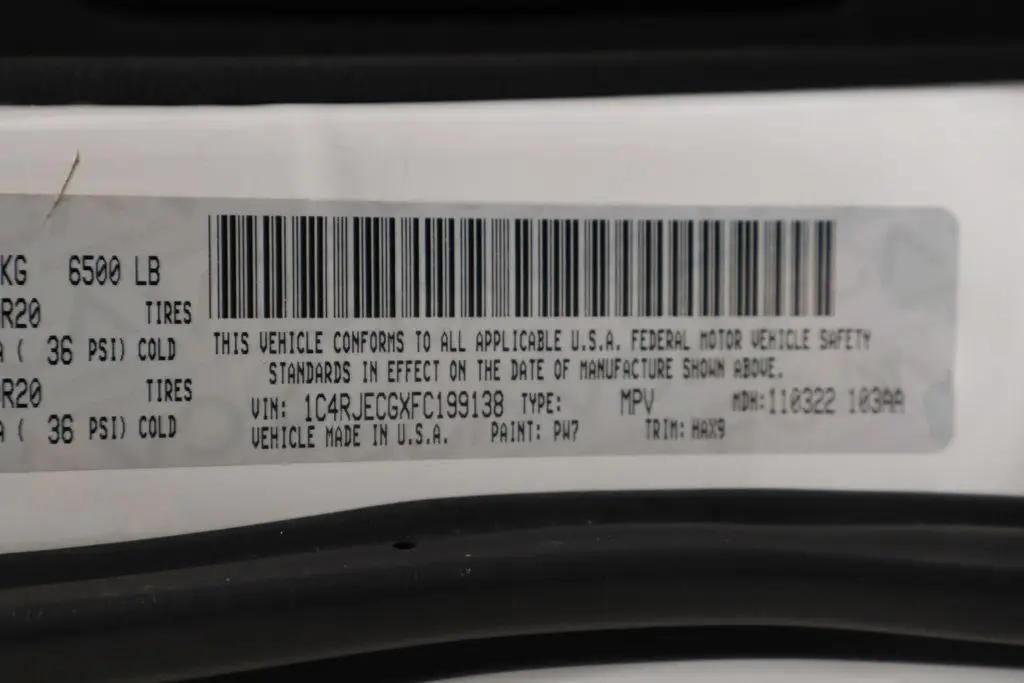 KG 6500 LB
R20 TIRES
( 36 PSI) COLD
R20 TIRES
( 36 PSI) COLD
THIS VEHICLE CONFORMS TO ALL APPLICABLE U.S.A. FEDERAL MOTOR VEHICLE SAFETY
STANDARDS IN EFFECT ON THE DATE OF MANUFACTURE SHOWN ABOVE.
VIN: 1C4RJECGXFC199138 TYPE: MPV MDH:110322 103AA
VEHICLE MADE IN U.S.A. PAINT: PW7 TRIM: HAX9